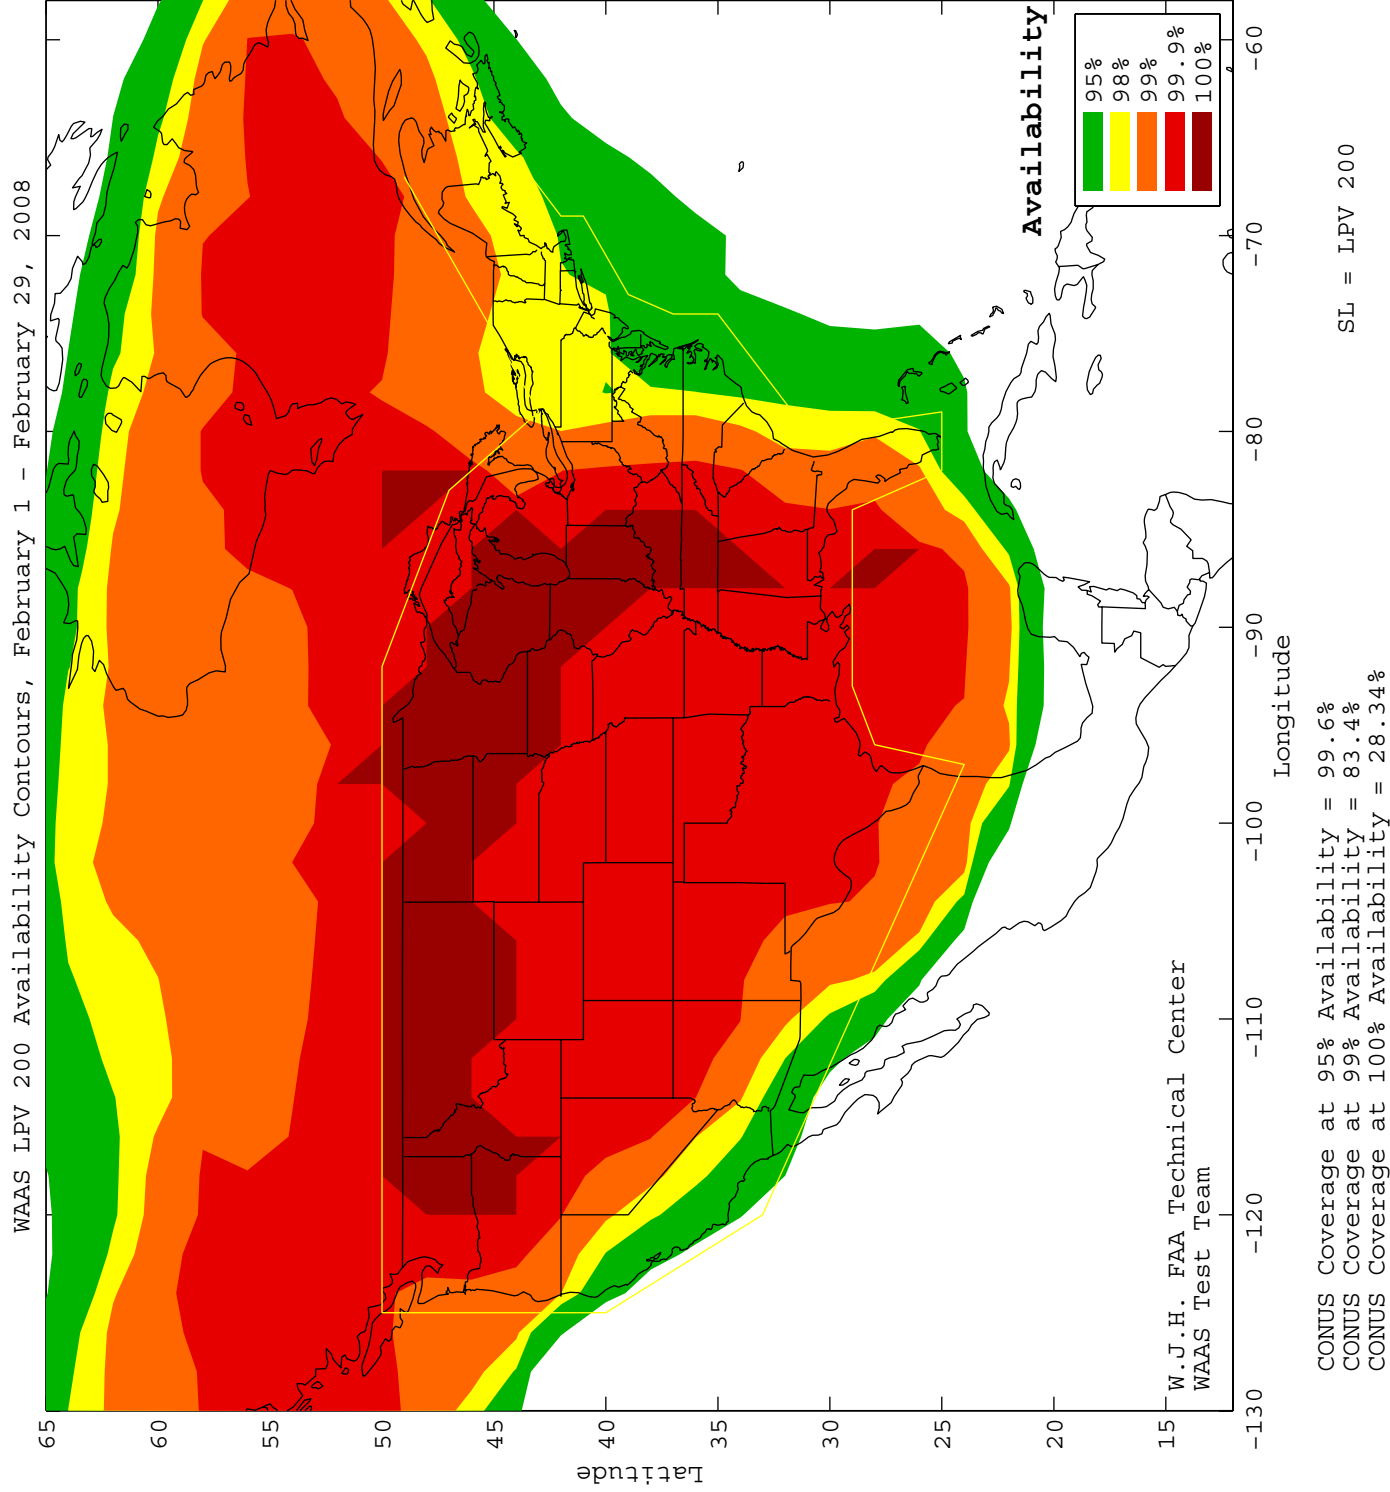 WAAS LPV 200 Availability Contours, February 1 - February 29, 2008
Availability
95%
98%
99%
99.9%
100%
W.J.H. FAA Technical Center
WAAS Test Team
Latitude
65
60
55
50
45
40
35
30
25
20
15
-130
-120
-110
-100
-90
-80
-70
-60
Longitude
CONUS Coverage at 95% Availability = 99.6%
CONUS Coverage at 99% Availability = 83.4%
CONUS Coverage at 100% Availability = 28.34%
SL = LPV 200